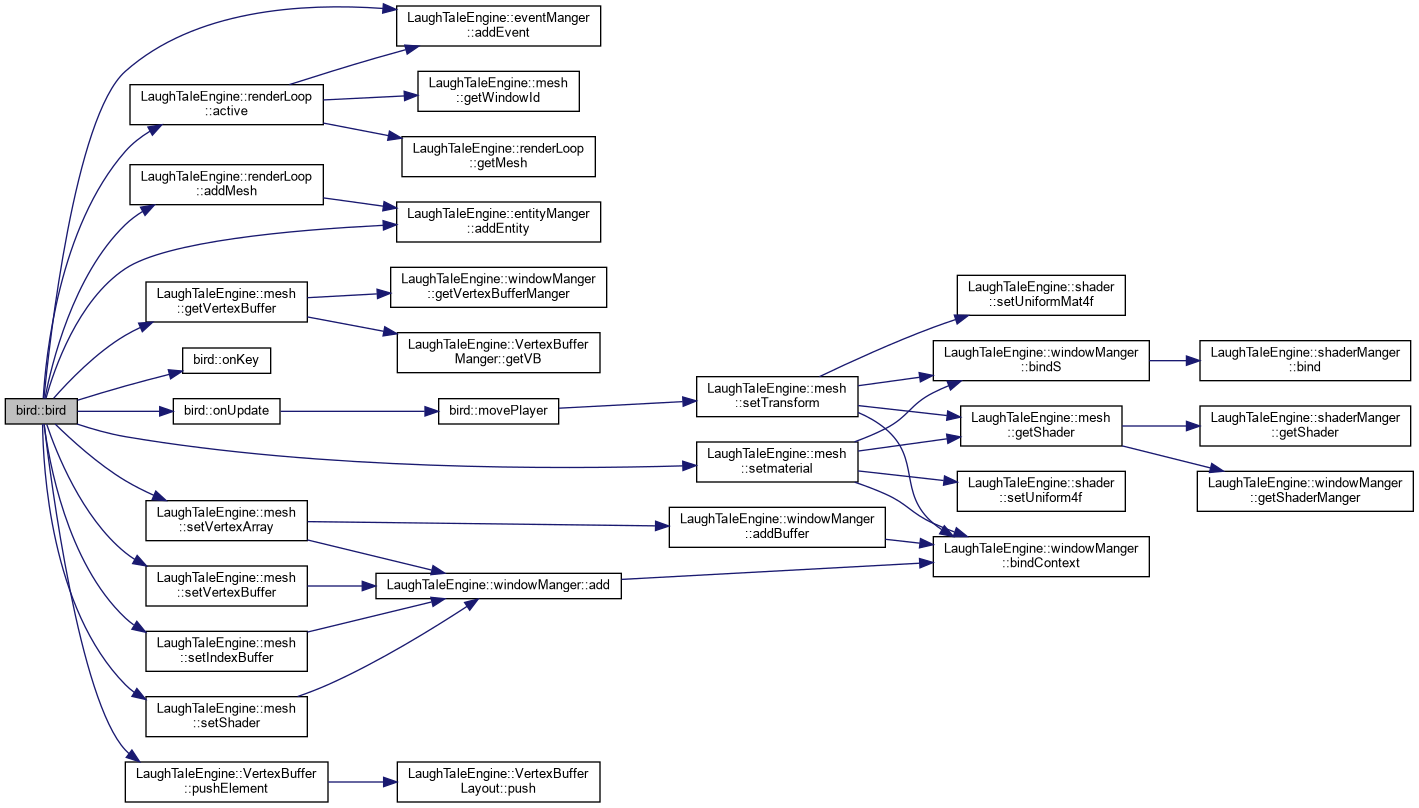 bird::bird
LaughTaleEngine::eventManger
::addEvent
LaughTaleEngine::renderLoop
::active
LaughTaleEngine::mesh
::getWindowId
LaughTaleEngine::renderLoop
::getMesh
LaughTaleEngine::renderLoop
::addMesh
LaughTaleEngine::entityManger
::addEntity
LaughTaleEngine::mesh
::getVertexBuffer
LaughTaleEngine::windowManger
::getVertexBufferManger
LaughTaleEngine::VertexBuffer
Manger::getVB
bird::onKey
bird::onUpdate
bird::movePlayer
LaughTaleEngine::mesh
::setTransform
LaughTaleEngine::shader
::setUniformMat4f
LaughTaleEngine::windowManger
::bindS
LaughTaleEngine::shaderManger
::bind
LaughTaleEngine::mesh
::getShader
LaughTaleEngine::shaderManger
::getShader
LaughTaleEngine::windowManger
::getShaderManger
LaughTaleEngine::mesh
::setmaterial
LaughTaleEngine::shader
::setUniform4f
LaughTaleEngine::windowManger
::bindContext
LaughTaleEngine::mesh
::setVertexArray
LaughTaleEngine::windowManger
::addBuffer
LaughTaleEngine::mesh
::setVertexBuffer
LaughTaleEngine::windowManger::add
LaughTaleEngine::mesh
::setIndexBuffer
LaughTaleEngine::mesh
::setShader
LaughTaleEngine::VertexBuffer
::pushElement
LaughTaleEngine::VertexBuffer
Layout::push